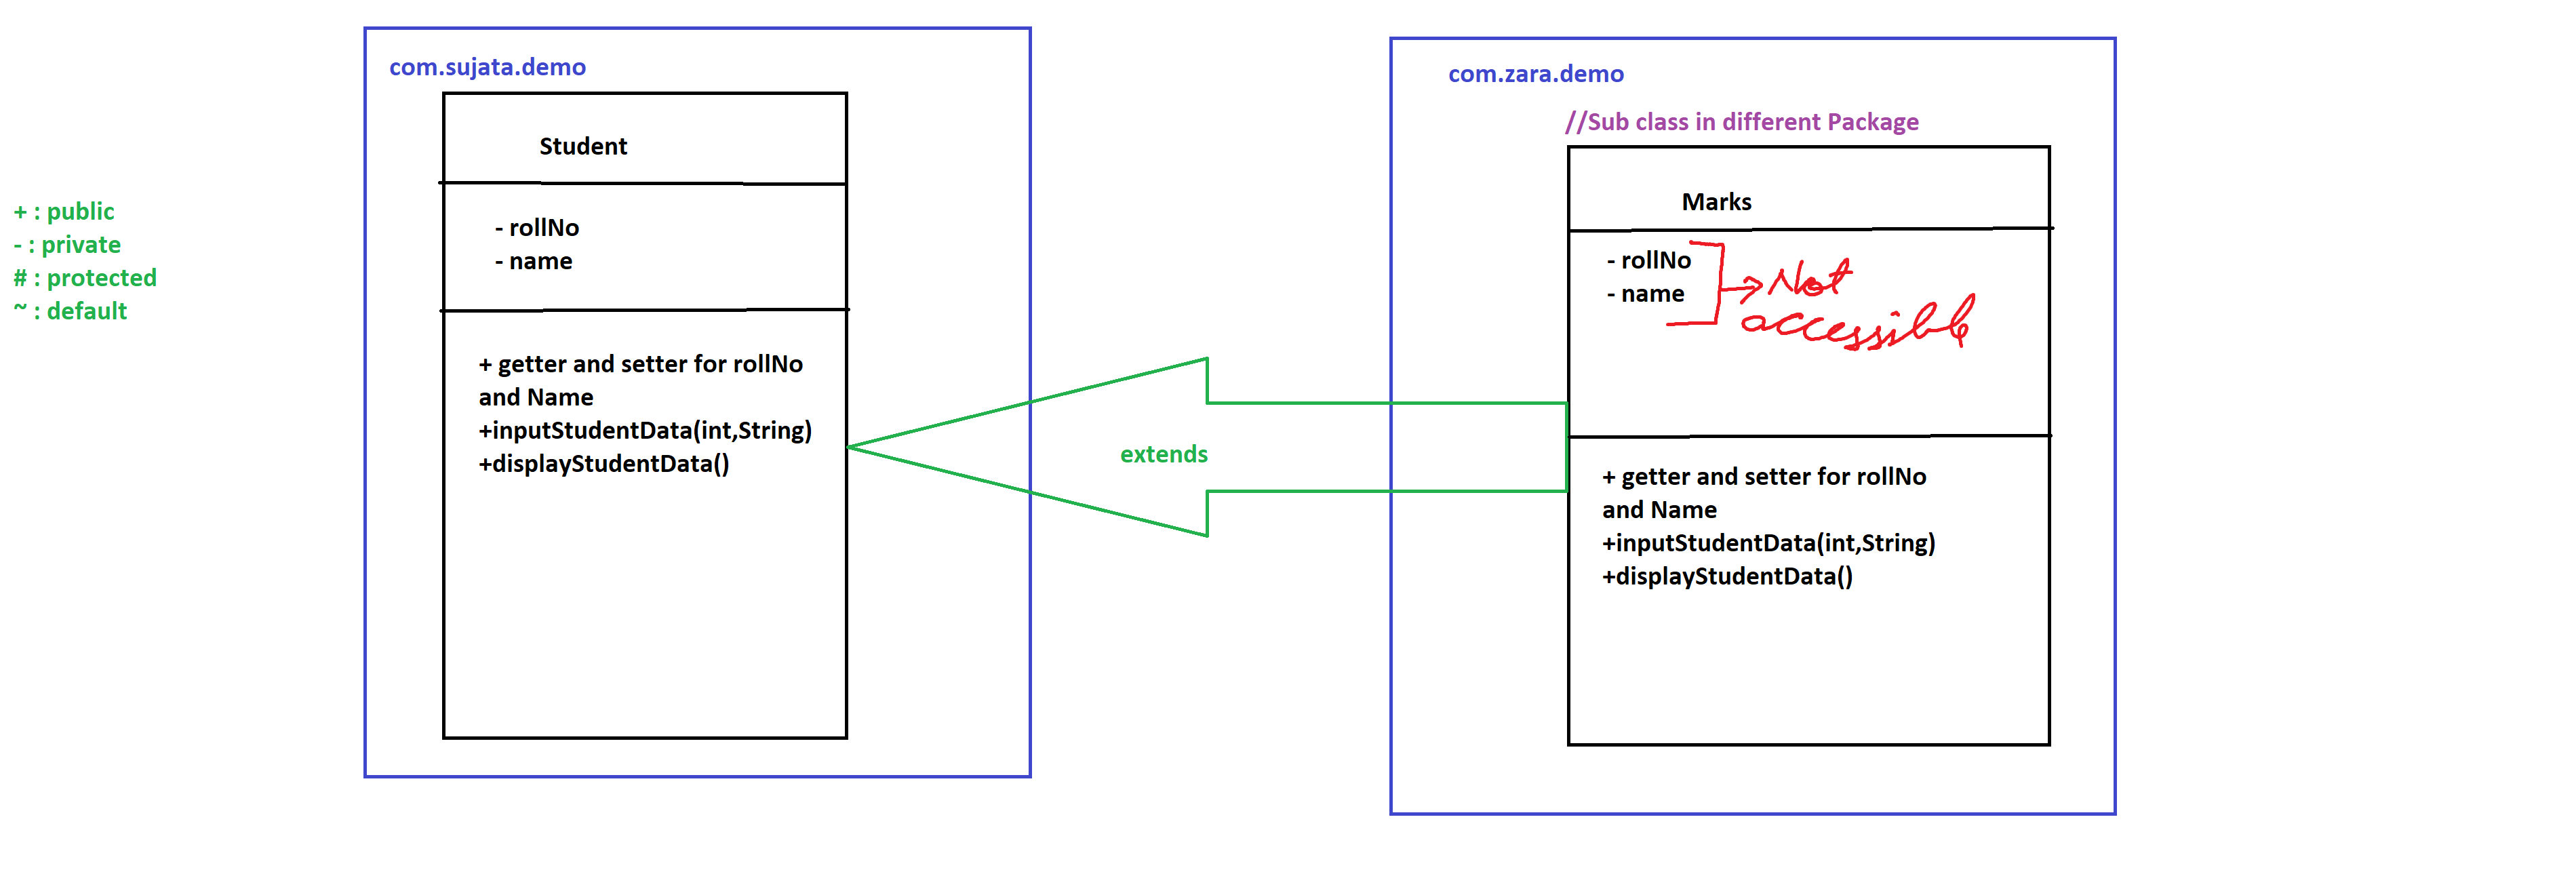 + : public
- : private
# : protected
~ : default
com.sujata.demo
Student
- rollNo
- name
+ getter and setter for rollNo
and Name
+inputStudentData(int,String)
+displayStudentData()
extends
com.zara.demo
//Sub class in different Package
Marks
- rollNo
- name
Not
accessible
+ getter and setter for rollNo
and Name
+inputStudentData(int,String)
+displayStudentData()